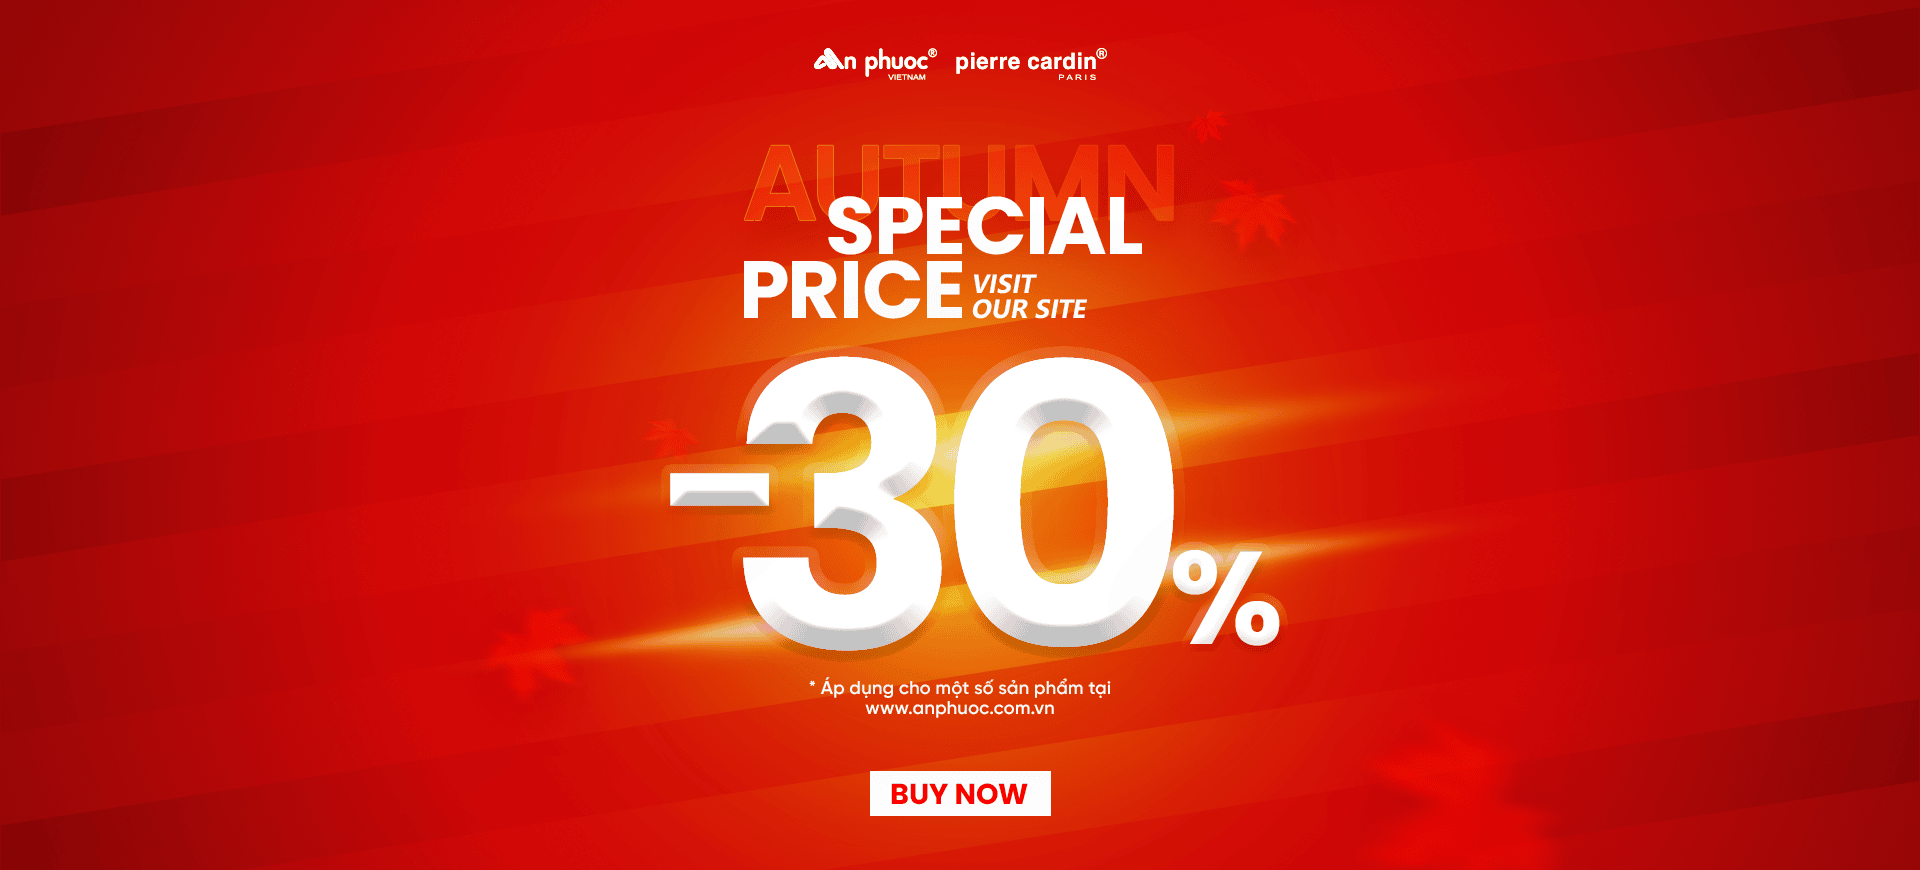 An phuoc® pierre cardin®
VIETNAM PARIS
AUTUMN
SPECIAL
PRICE VISIT
OUR SITE
-30%
* Áp dụng cho một số sản phẩm tại
www.anphuoc.com.vn
BUY NOW